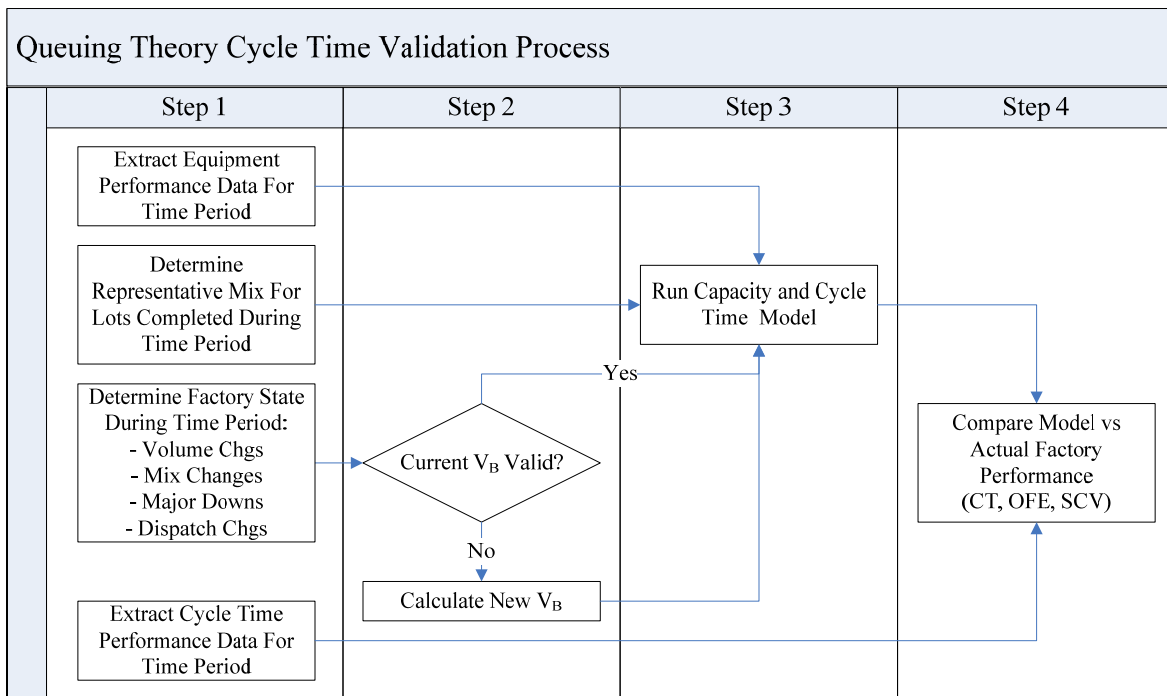 Queuing Theory Cycle Time Validation Process
Step 1
Step 2
Step 3
Step 4
Extract Equipment
Performance Data For
Time Period
Determine
Representative Mix For
Lots Completed During
Time Period
Determine Factory State
During Time Period:
- Volume Chgs
- Mix Changes
- Major Downs
- Dispatch Chgs
Extract Cycle Time
Performance Data For
Time Period
Current VB Valid?
Yes
No
Calculate New VB
Run Capacity and Cycle
Time Model
Compare Model vs
Actual Factory
Performance
(CT, OFE, SCV)